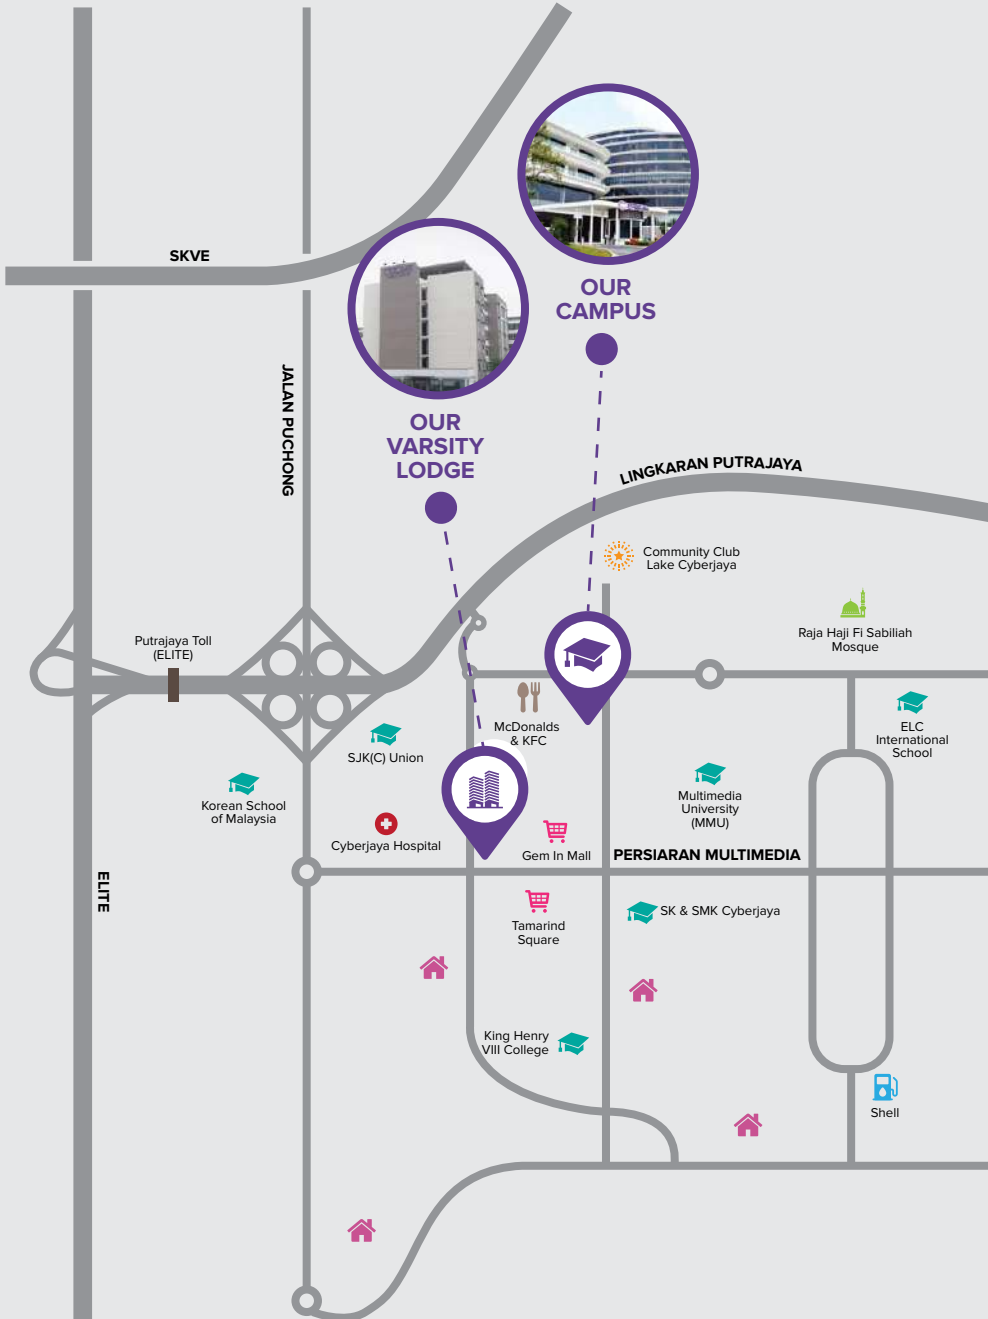 SKVE
OUR
CAMPUS
JALAN PUCHONG
OUR
VARSITY
LODGE
LINGKARAN PUTRAJAYA
Community Club
Lake Cyberjaya
Raja Haji Fi Sabiliah
Mosque
Putrajaya Toll
(ELITE)
McDonalds
& KFC
ELC
International
School
SJK(C) Union
Korean School
of Malaysia
Multimedia
University
(MMU)
Cyberjaya Hospital
Gem In Mall
PERSIARAN MULTIMEDIA
ELITE
Tamarind
Square
SK & SMK Cyberjaya
King Henry
VIII College
Shell